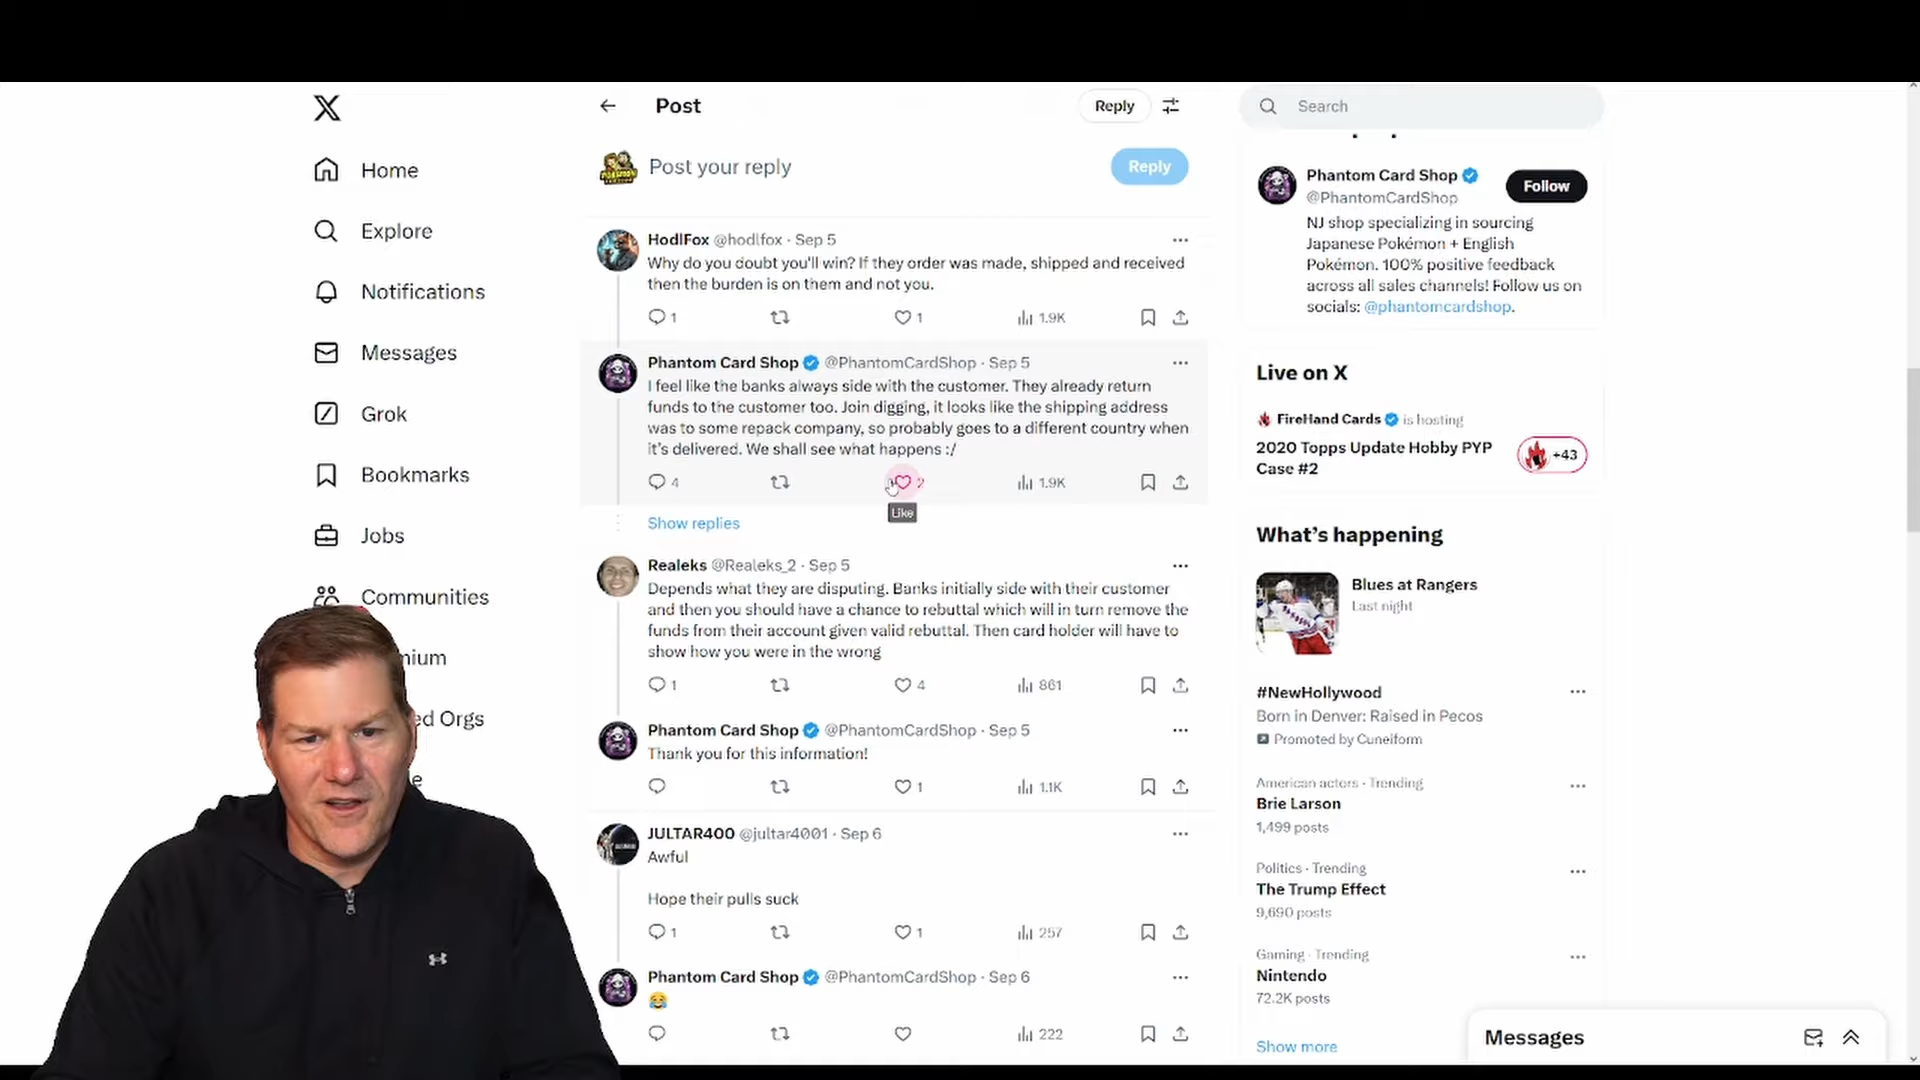 Post
Reply
Search
Home
Explore
Notifications
Messages
Grok
Bookmarks
Jobs
Communities
mium
ed Orgs
e
Post your reply
Reply
HodlFox @hodlfox · Sep 5
Why do you doubt you'll win? If they order was made, shipped and received
then the burden is on them and not you.
1
1
1.9K
Phantom Card Shop @PhantomCardShop · Sep 5
I feel like the banks always side with the customer. They already return
funds to the customer too. Join digging, it looks like the shipping address
was to some repack company, so probably goes to a different country when
it's delivered. We shall see what happens :/
4
2
1.9K
Like
Show replies
Realeks @Realeks_2 · Sep 5
Depends what they are disputing. Banks initially side with their customer
and then you should have a chance to rebuttal which will in turn remove the
funds from their account given valid rebuttal. Then card holder will have to
show how you were in the wrong
1
4
861
Phantom Card Shop @PhantomCardShop · Sep 5
Thank you for this information!
1
1.1K
JULTAR400 @jultar4001 · Sep 6
Awful
Hope their pulls suck
1
1
257
Phantom Card Shop @PhantomCardShop · Sep 6
😂
222
Phantom Card Shop
@PhantomCardShop
Follow
NJ shop specializing in sourcing
Japanese Pokémon + English
Pokémon. 100% positive feedback
across all sales channels! Follow us on
socials: @phantomcardshop.
Live on X
FireHand Cards is hosting
2020 Topps Update Hobby PYP
Case #2
+43
What's happening
Blues at Rangers
Last night
#NewHollywood
Born in Denver: Raised in Pecos
Promoted by Cuneiform
American actors · Trending
Brie Larson
1,499 posts
Politics · Trending
The Trump Effect
9,690 posts
Gaming · Trending
Nintendo
72.2K posts
Show more
Messages